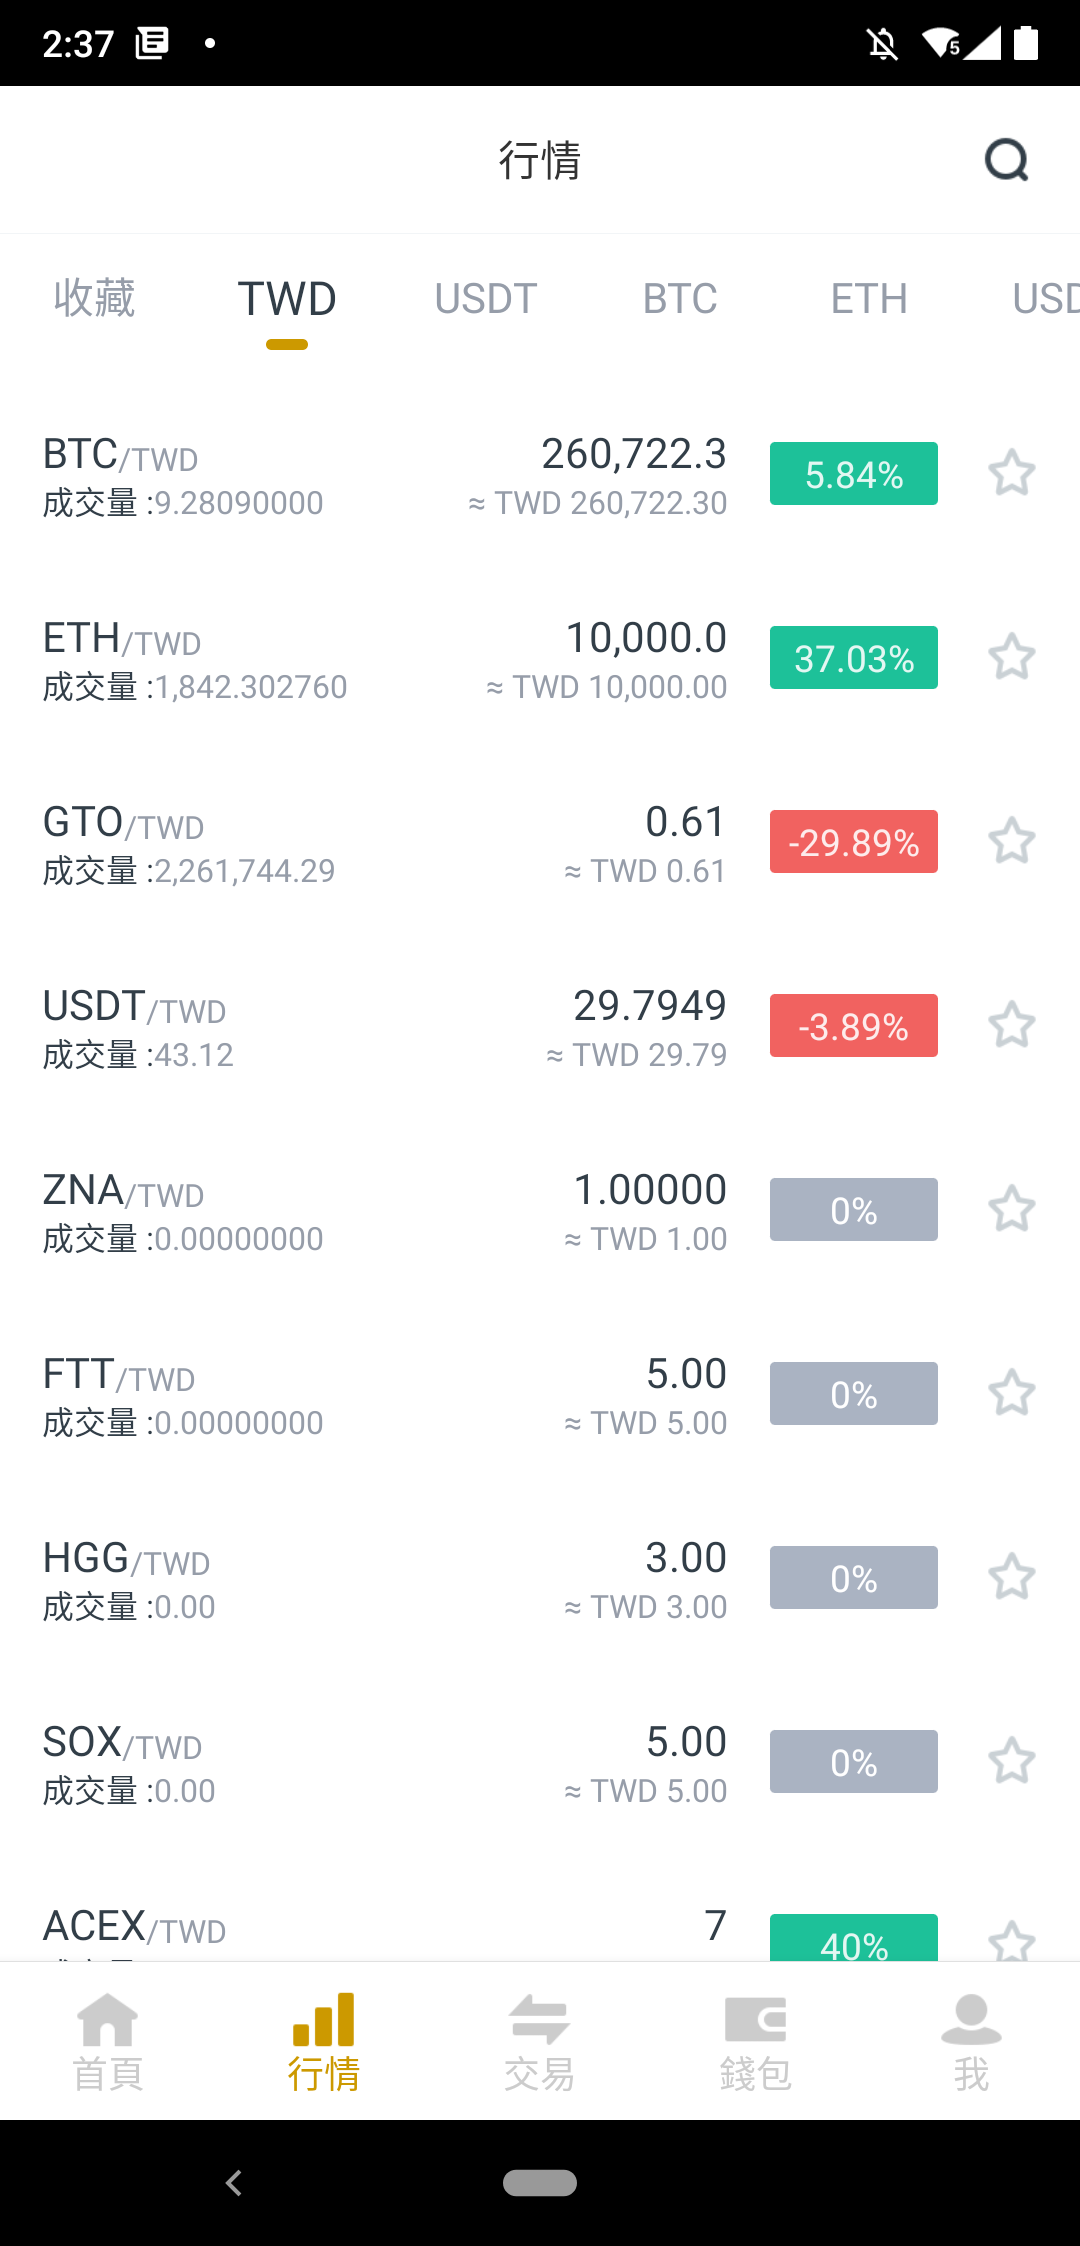 2:37
5
行情
收藏 TWD USDT BTC ETH USD
BTC/TWD 260,722.3 5.84%
成交量 :9.28090000 ≈ TWD 260,722.30
ETH/TWD 10,000.0 37.03%
成交量 :1,842.302760 ≈ TWD 10,000.00
GTO/TWD 0.61 -29.89%
成交量 :2,261,744.29 ≈ TWD 0.61
USDT/TWD 29.7949 -3.89%
成交量 :43.12 ≈ TWD 29.79
ZNA/TWD 1.00000 0%
成交量 :0.00000000 ≈ TWD 1.00
FTT/TWD 5.00 0%
成交量 :0.00000000 ≈ TWD 5.00
HGG/TWD 3.00 0%
成交量 :0.00 ≈ TWD 3.00
SOX/TWD 5.00 0%
成交量 :0.00 ≈ TWD 5.00
ACEX/TWD 7 40%
首頁 行情 交易 錢包 我